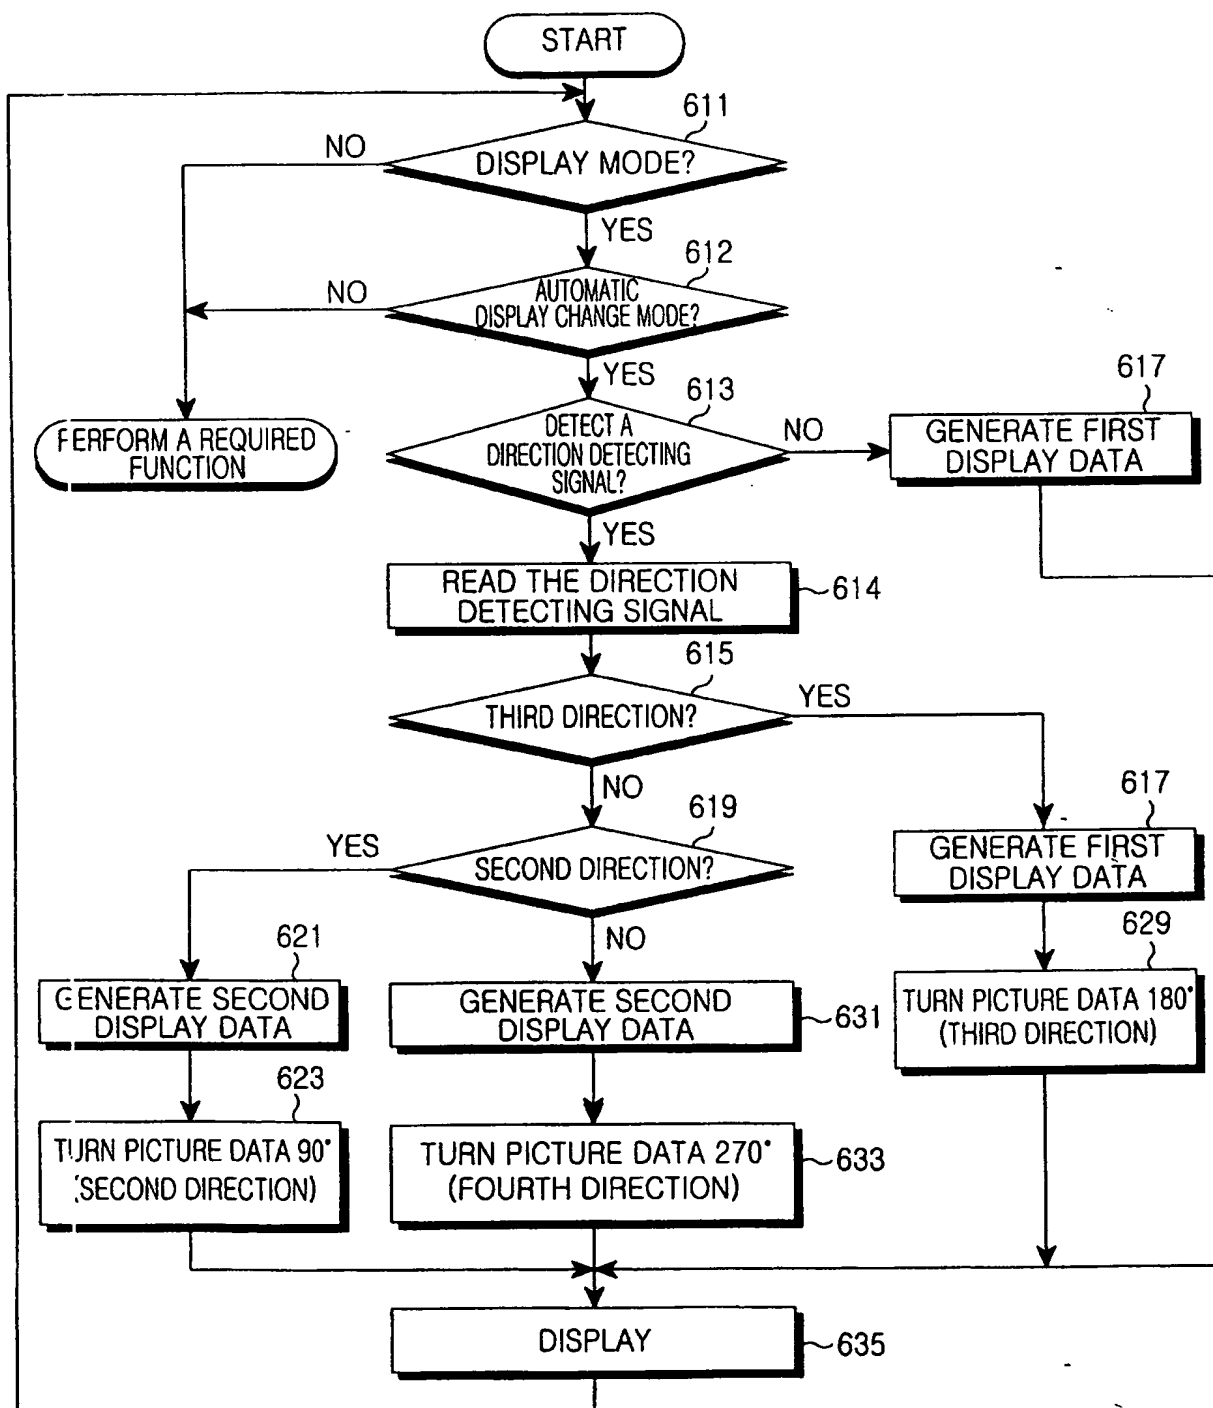 START
611
NO
DISPLAY MODE?
YES
612
NO
AUTOMATIC
DISPLAY CHANGE MODE?
YES
613
617
PERFORM A REQUIRED
FUNCTION
DETECT A
DIRECTION DETECTING
SIGNAL?
NO
GENERATE FIRST
DISPLAY DATA
YES
READ THE DIRECTION
DETECTING SIGNAL
614
615
THIRD DIRECTION?
YES
NO
619
617
YES
SECOND DIRECTION?
GENERATE FIRST
DISPLAY DATA
NO
621
629
GENERATE SECOND
DISPLAY DATA
GENERATE SECOND
DISPLAY DATA
631
TURN PICTURE DATA 180°
(THIRD DIRECTION)
623
TURN PICTURE DATA 90°
(SECOND DIRECTION)
TURN PICTURE DATA 270°
(FOURTH DIRECTION)
633
DISPLAY
635